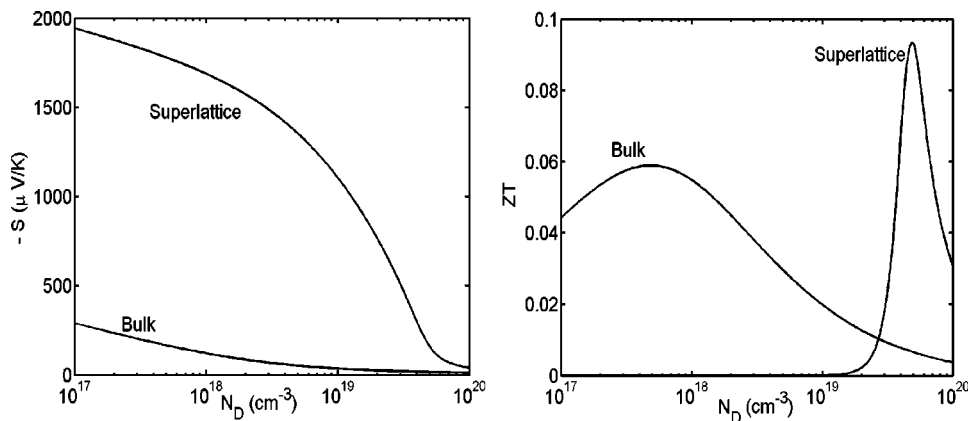 2000
1500
1000
500
0
- S (μ V/K)
Superlattice
Bulk
10^17
10^18
10^19
10^20
N_D (cm^-3)
0.1
0.08
0.06
0.04
0.02
0
ZT
Superlattice
Bulk
10^17
10^18
10^19
10^20
N_D (cm^-3)